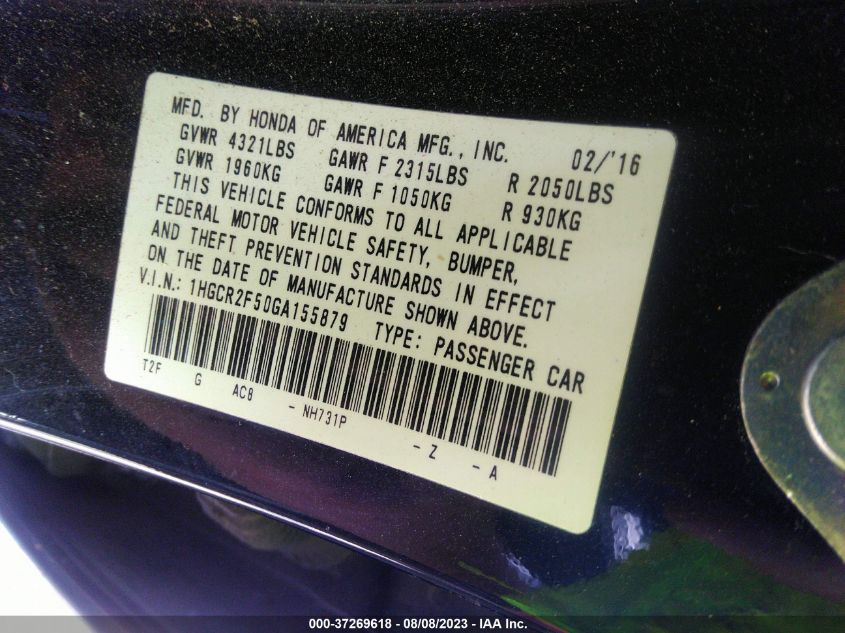 MFD. BY HONDA OF AMERICA MFG., INC. 02/'16
GVWR 4321LBS GAWR F 2315LBS R 2050LBS
GVWR 1960KG GAWR F 1050KG R 930KG
THIS VEHICLE CONFORMS TO ALL APPLICABLE
FEDERAL MOTOR VEHICLE SAFETY, BUMPER,
AND THEFT PREVENTION STANDARDS IN EFFECT
ON THE DATE OF MANUFACTURE SHOWN ABOVE.
V.I.N.: 1HGCR2F50GA155879 TYPE: PASSENGER CAR
T2F G AC8 - NH731P - Z - A
000-37269618 - 08/08/2023 - IAA Inc.